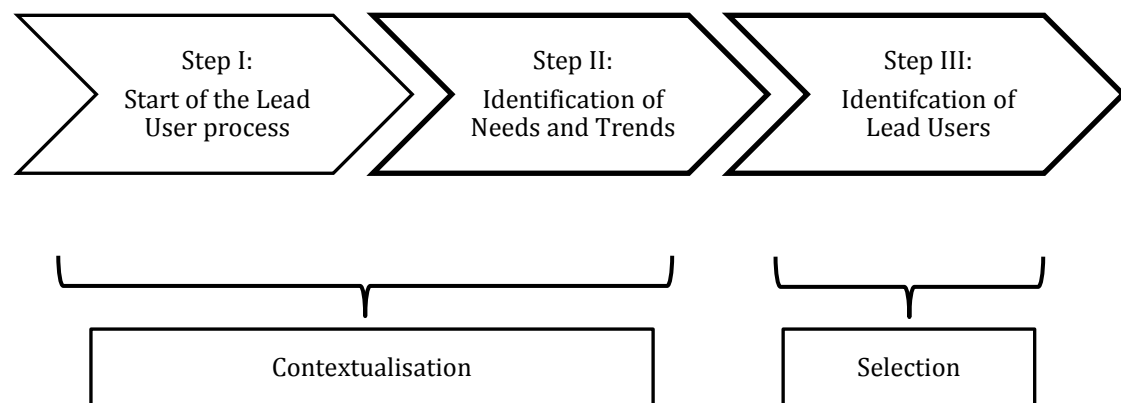 Step I:
Start of the Lead
User process
Step II:
Identification of
Needs and Trends
Step III:
Identifcation of
Lead Users
Contextualisation
Selection